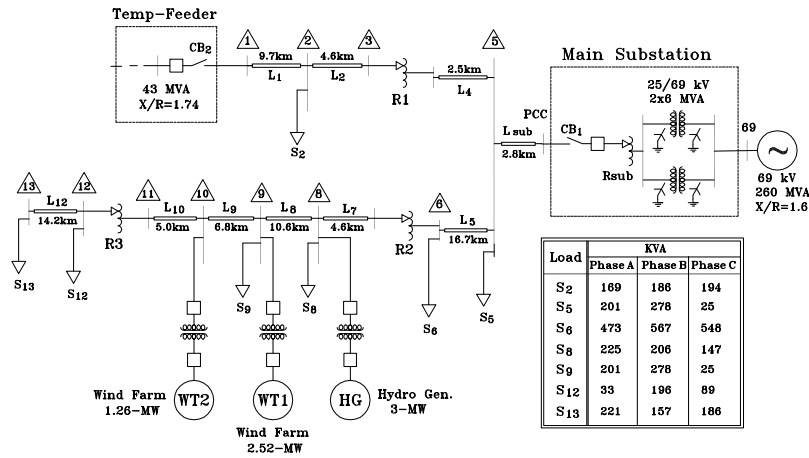 Temp-Feeder
CB2
43 MVA
X/R=1.74
1
9.7km
L1
2
4.6km
L2
3
R1
2.5km
L4
5
S2
Main Substation
25/69 kV
2x6 MVA
PCC
L sub
2.8km
CB1
Rsub
69
69 kV
260 MVA
X/R=1.6
13
L12
14.2km
12
R3
11
L10
5.0km
10
L9
6.8km
9
L8
10.6km
8
L7
4.6km
R2
6
L5
16.7km
S13
S12
S9
S8
S6
S5
Wind Farm
1.26-MW
WT2
WT1
Wind Farm
2.52-MW
HG
Hydro Gen.
3-MW
Load KVA
Phase A Phase B Phase C
S2 169 186 194
S5 201 278 25
S6 473 567 548
S8 225 206 147
S9 201 278 25
S12 33 196 89
S13 221 157 186